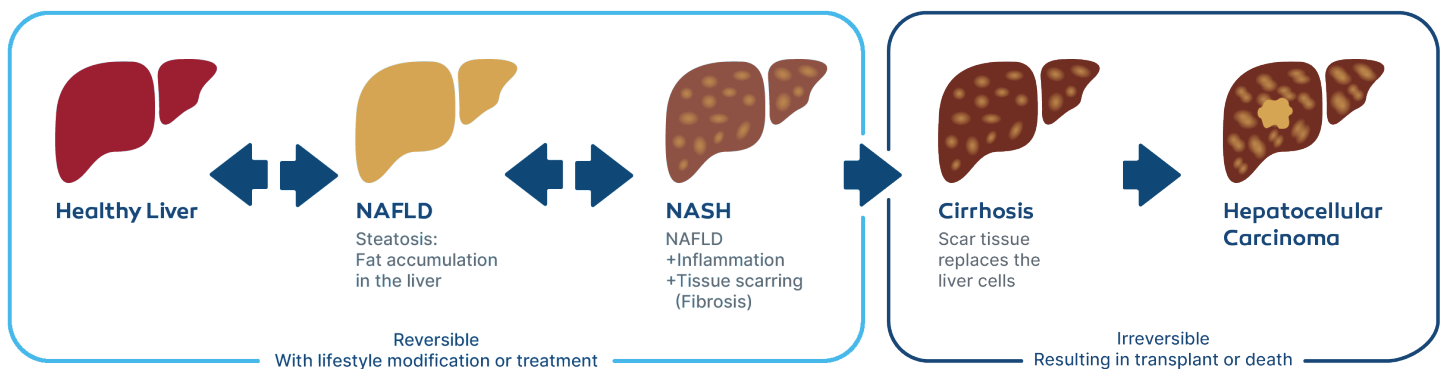 Healthy Liver
NAFLD
Steatosis:
Fat accumulation
in the liver
NASH
NAFLD
+Inflammation
+Tissue scarring
(Fibrosis)
Reversible
With lifestyle modification or treatment
Cirrhosis
Scar tissue
replaces the
liver cells
Hepatocellular
Carcinoma
Irreversible
Resulting in transplant or death